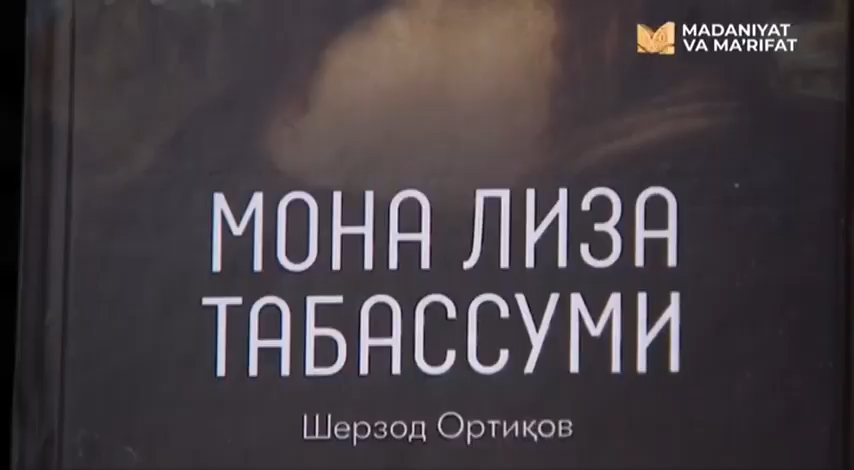 MADANIYAT
VA MA'RIFAT
МОНА ЛИЗА
ТАБАССУМИ
Шерзод Ортиқов